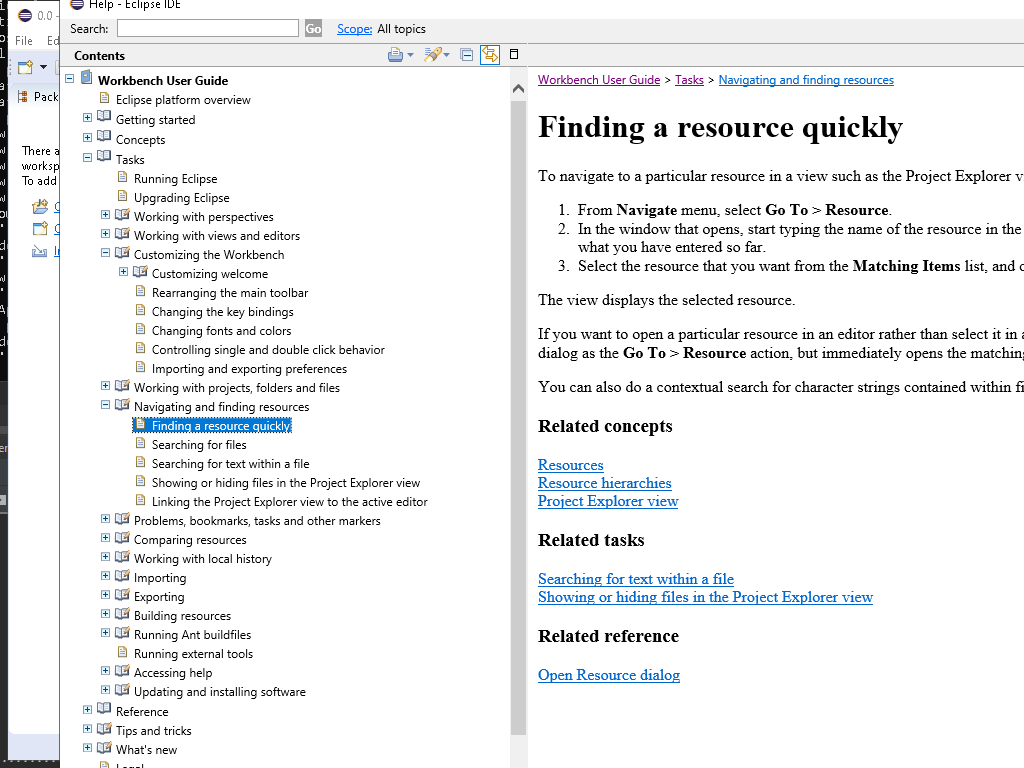 Help - Eclipse IDE
0.0 -
File Ed
Search: Go Scope: All topics
Contents
Pack
There a
worksp
To add
Workbench User Guide
Eclipse platform overview
Getting started
Concepts
Tasks
Running Eclipse
Upgrading Eclipse
Working with perspectives
Working with views and editors
Customizing the Workbench
Customizing welcome
Rearranging the main toolbar
Changing the key bindings
Changing fonts and colors
Controlling single and double click behavior
Importing and exporting preferences
Working with projects, folders and files
Navigating and finding resources
Finding a resource quickly
Searching for files
Searching for text within a file
Showing or hiding files in the Project Explorer view
Linking the Project Explorer view to the active editor
Problems, bookmarks, tasks and other markers
Comparing resources
Working with local history
Importing
Exporting
Building resources
Running Ant buildfiles
Running external tools
Accessing help
Updating and installing software
Reference
Tips and tricks
What's new
Legal
Workbench User Guide > Tasks > Navigating and finding resources
Finding a resource quickly
To navigate to a particular resource in a view such as the Project Explorer v
1. From Navigate menu, select Go To > Resource.
2. In the window that opens, start typing the name of the resource in the
what you have entered so far.
3. Select the resource that you want from the Matching Items list, and
The view displays the selected resource.
If you want to open a particular resource in an editor rather than select it in a
dialog as the Go To > Resource action, but immediately opens the matching
You can also do a contextual search for character strings contained within fi
Related concepts
Resources
Resource hierarchies
Project Explorer view
Related tasks
Searching for text within a file
Showing or hiding files in the Project Explorer view
Related reference
Open Resource dialog